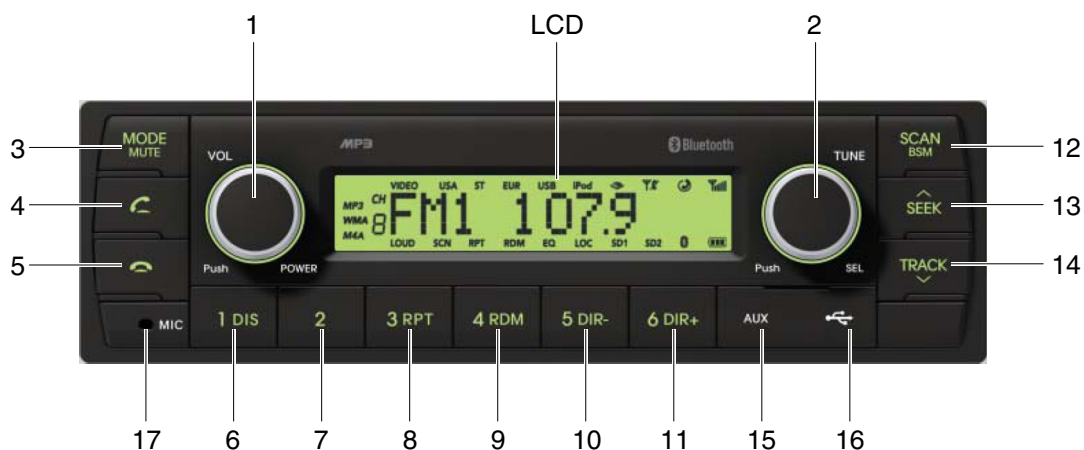 1 LCD 2
3 MODE MUTE VOL MP3 Bluetooth TUNE SCAN BSM 12
VIDEO USA ST EUR USB iPod
MP3 CH
4 WMA 8 FM1 107.9 SEEK 13
M4A
LOUD SCN RPT RDM EQ LOC SD1 SD2
5 Push POWER Push SEL TRACK 14
MIC 1 DIS 2 3 RPT 4 RDM 5 DIR- 6 DIR+ AUX
17 6 7 8 9 10 11 15 16